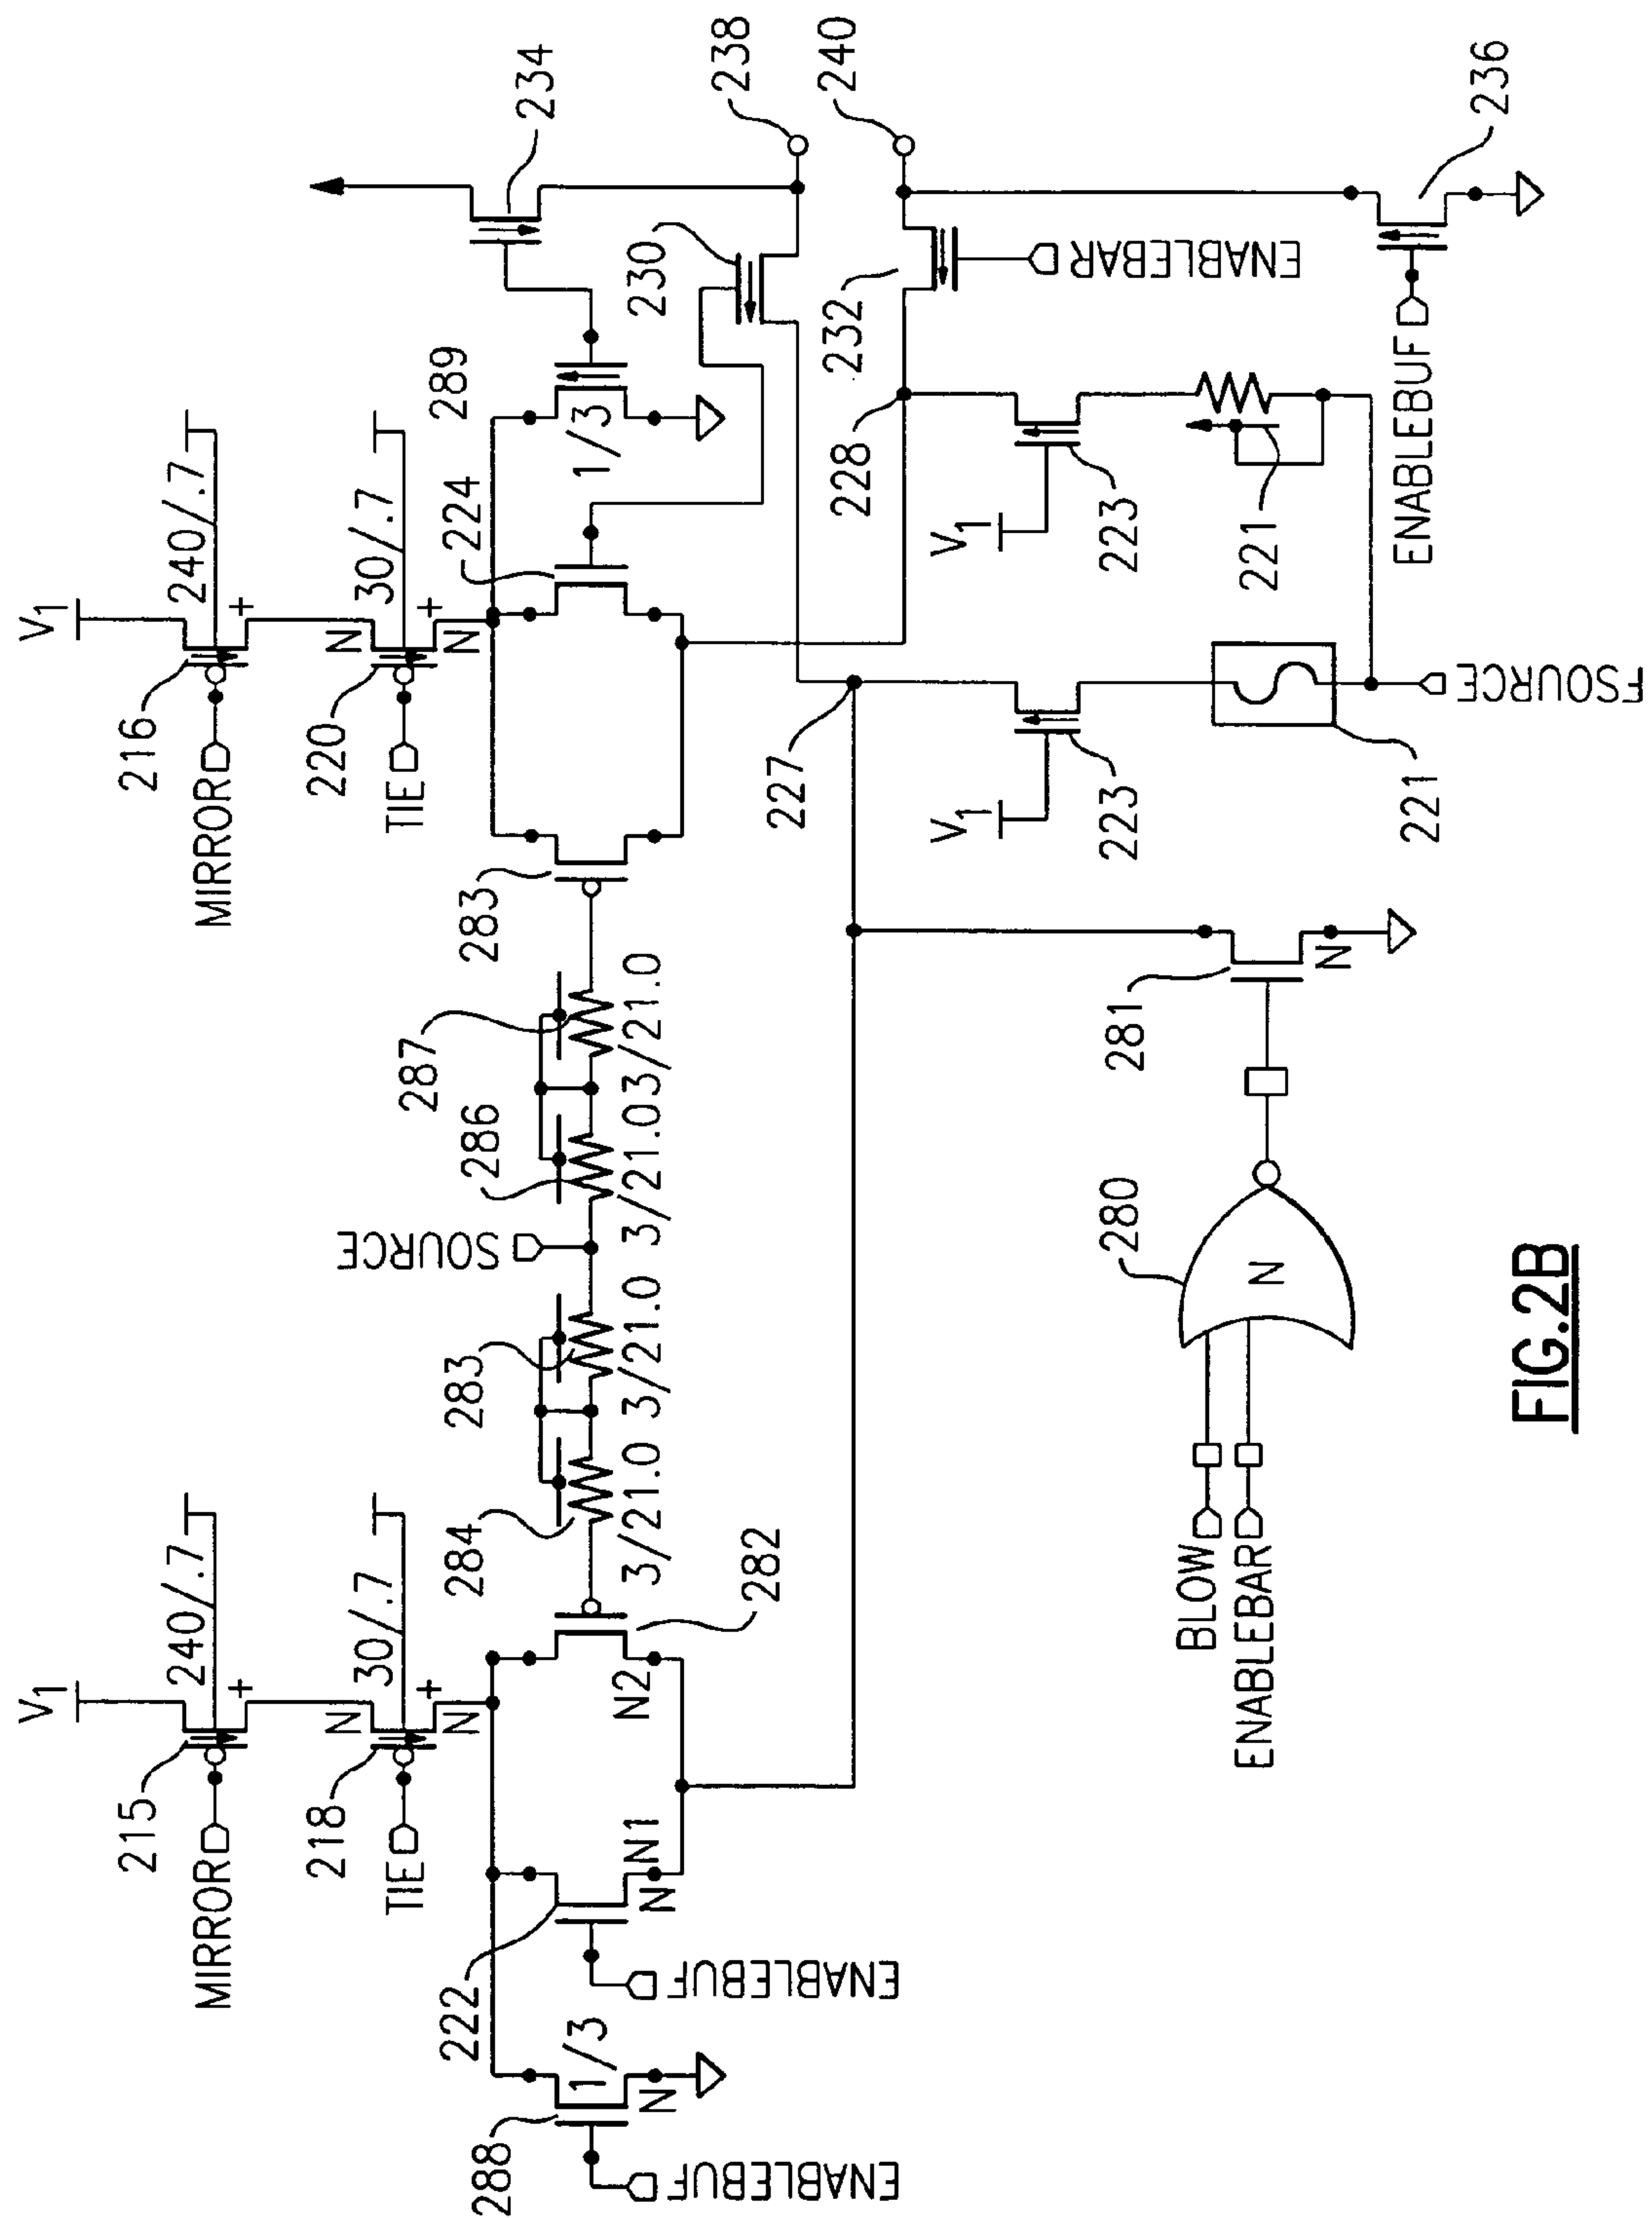 V1
215
240/.7
+
MIRROR
218
30/.7
N
+
TIE
N
288
1/3
N
ENABLEBUF
222
N
N1
ENABLEBUF
N2
282
284
283
3/21.0
3/21.0
SOURCE
286
287
3/21.0
3/21.0
283
V1
216
240/.7
+
MIRROR
220
30/.7
N
+
TIE
N
224
289
1/3
234
230
238
240
227
228
232
ENABLEBAR
V1
223
V1
223
221
221
FSOURCE
ENABLEBUF
236
281
N
280
N
BLOW
ENABLEBAR
FIG.2B